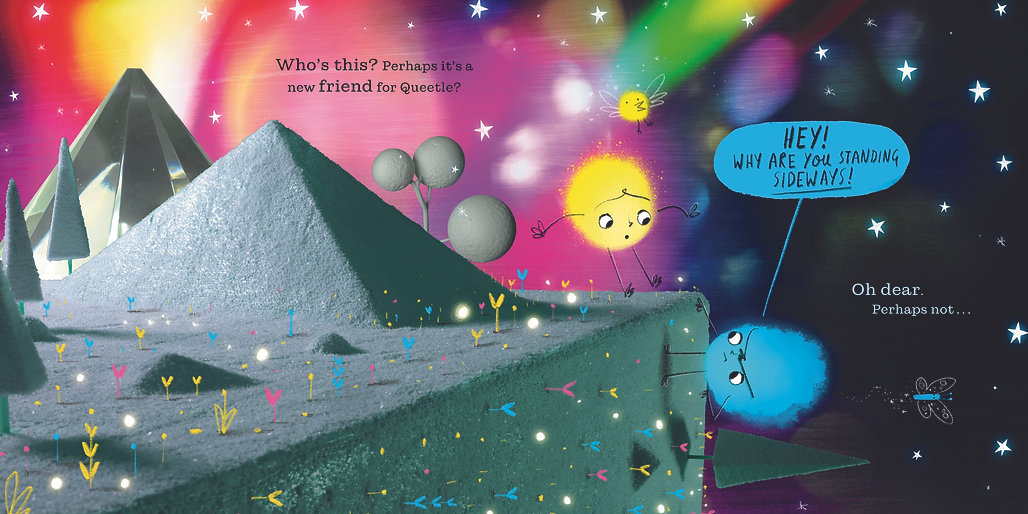 Who's this? Perhaps it's a
new friend for Queetle?
HEY!
WHY ARE YOU STANDING
SIDEWAYS!
Oh dear.
Perhaps not...